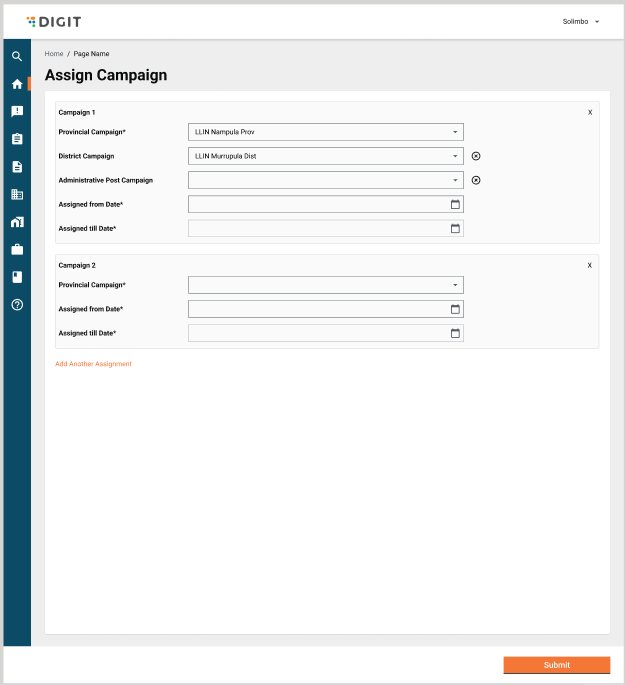 DIGIT
Solimbo
Home / Page Name
Assign Campaign
Campaign 1 X
Provincial Campaign* LLIN Nampula Prov
District Campaign LLIN Murrupula Dist
Administrative Post Campaign
Assigned from Date*
Assigned till Date*
Campaign 2 X
Provincial Campaign*
Assigned from Date*
Assigned till Date*
Add Another Assignment
Submit